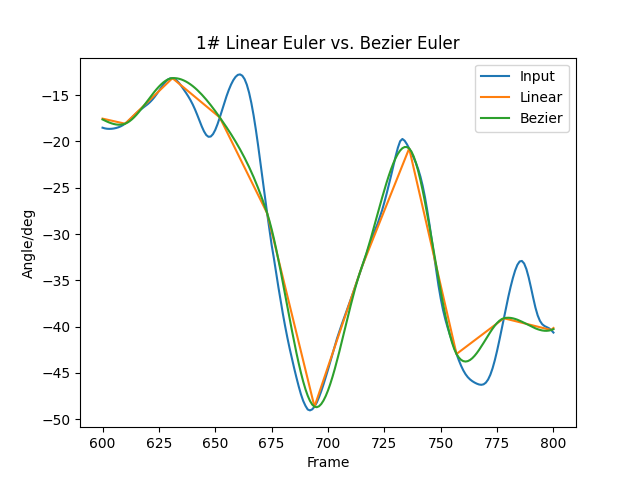 1# Linear Euler vs. Bezier Euler
Input
Linear
Bezier
Angle/deg
−15
−20
−25
−30
−35
−40
−45
−50
600
625
650
675
700
725
750
775
800
Frame